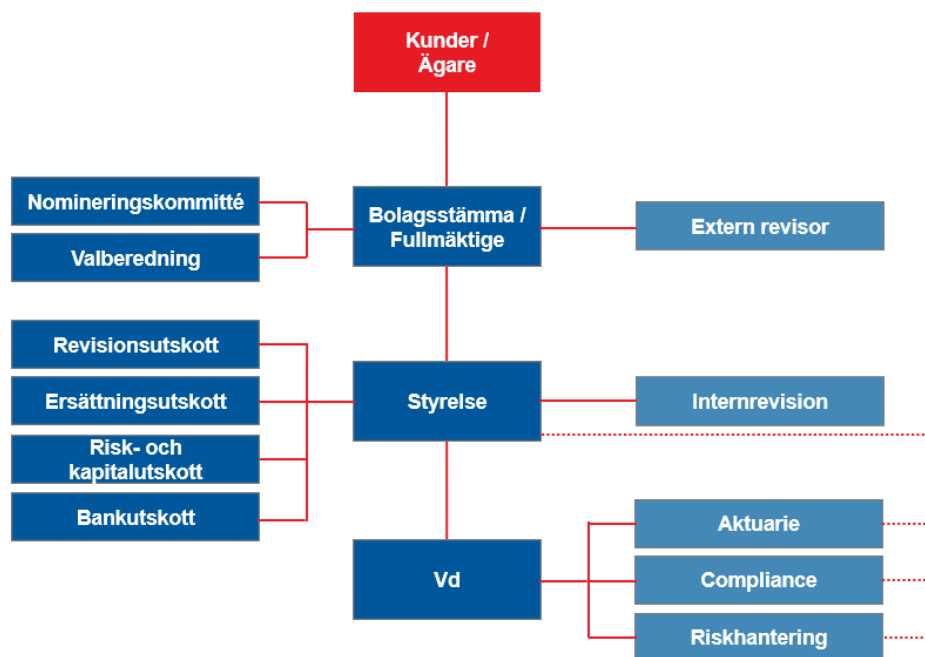 Kunder /
Ägare
Nomineringskommitté
Valberedning
Bolagsstämma /
Fullmäktige
Extern revisor
Revisionsutskott
Ersättningsutskott
Risk- och
kapitalutskott
Bankutskott
Styrelse
Internrevision
Vd
Aktuarie
Compliance
Riskhantering